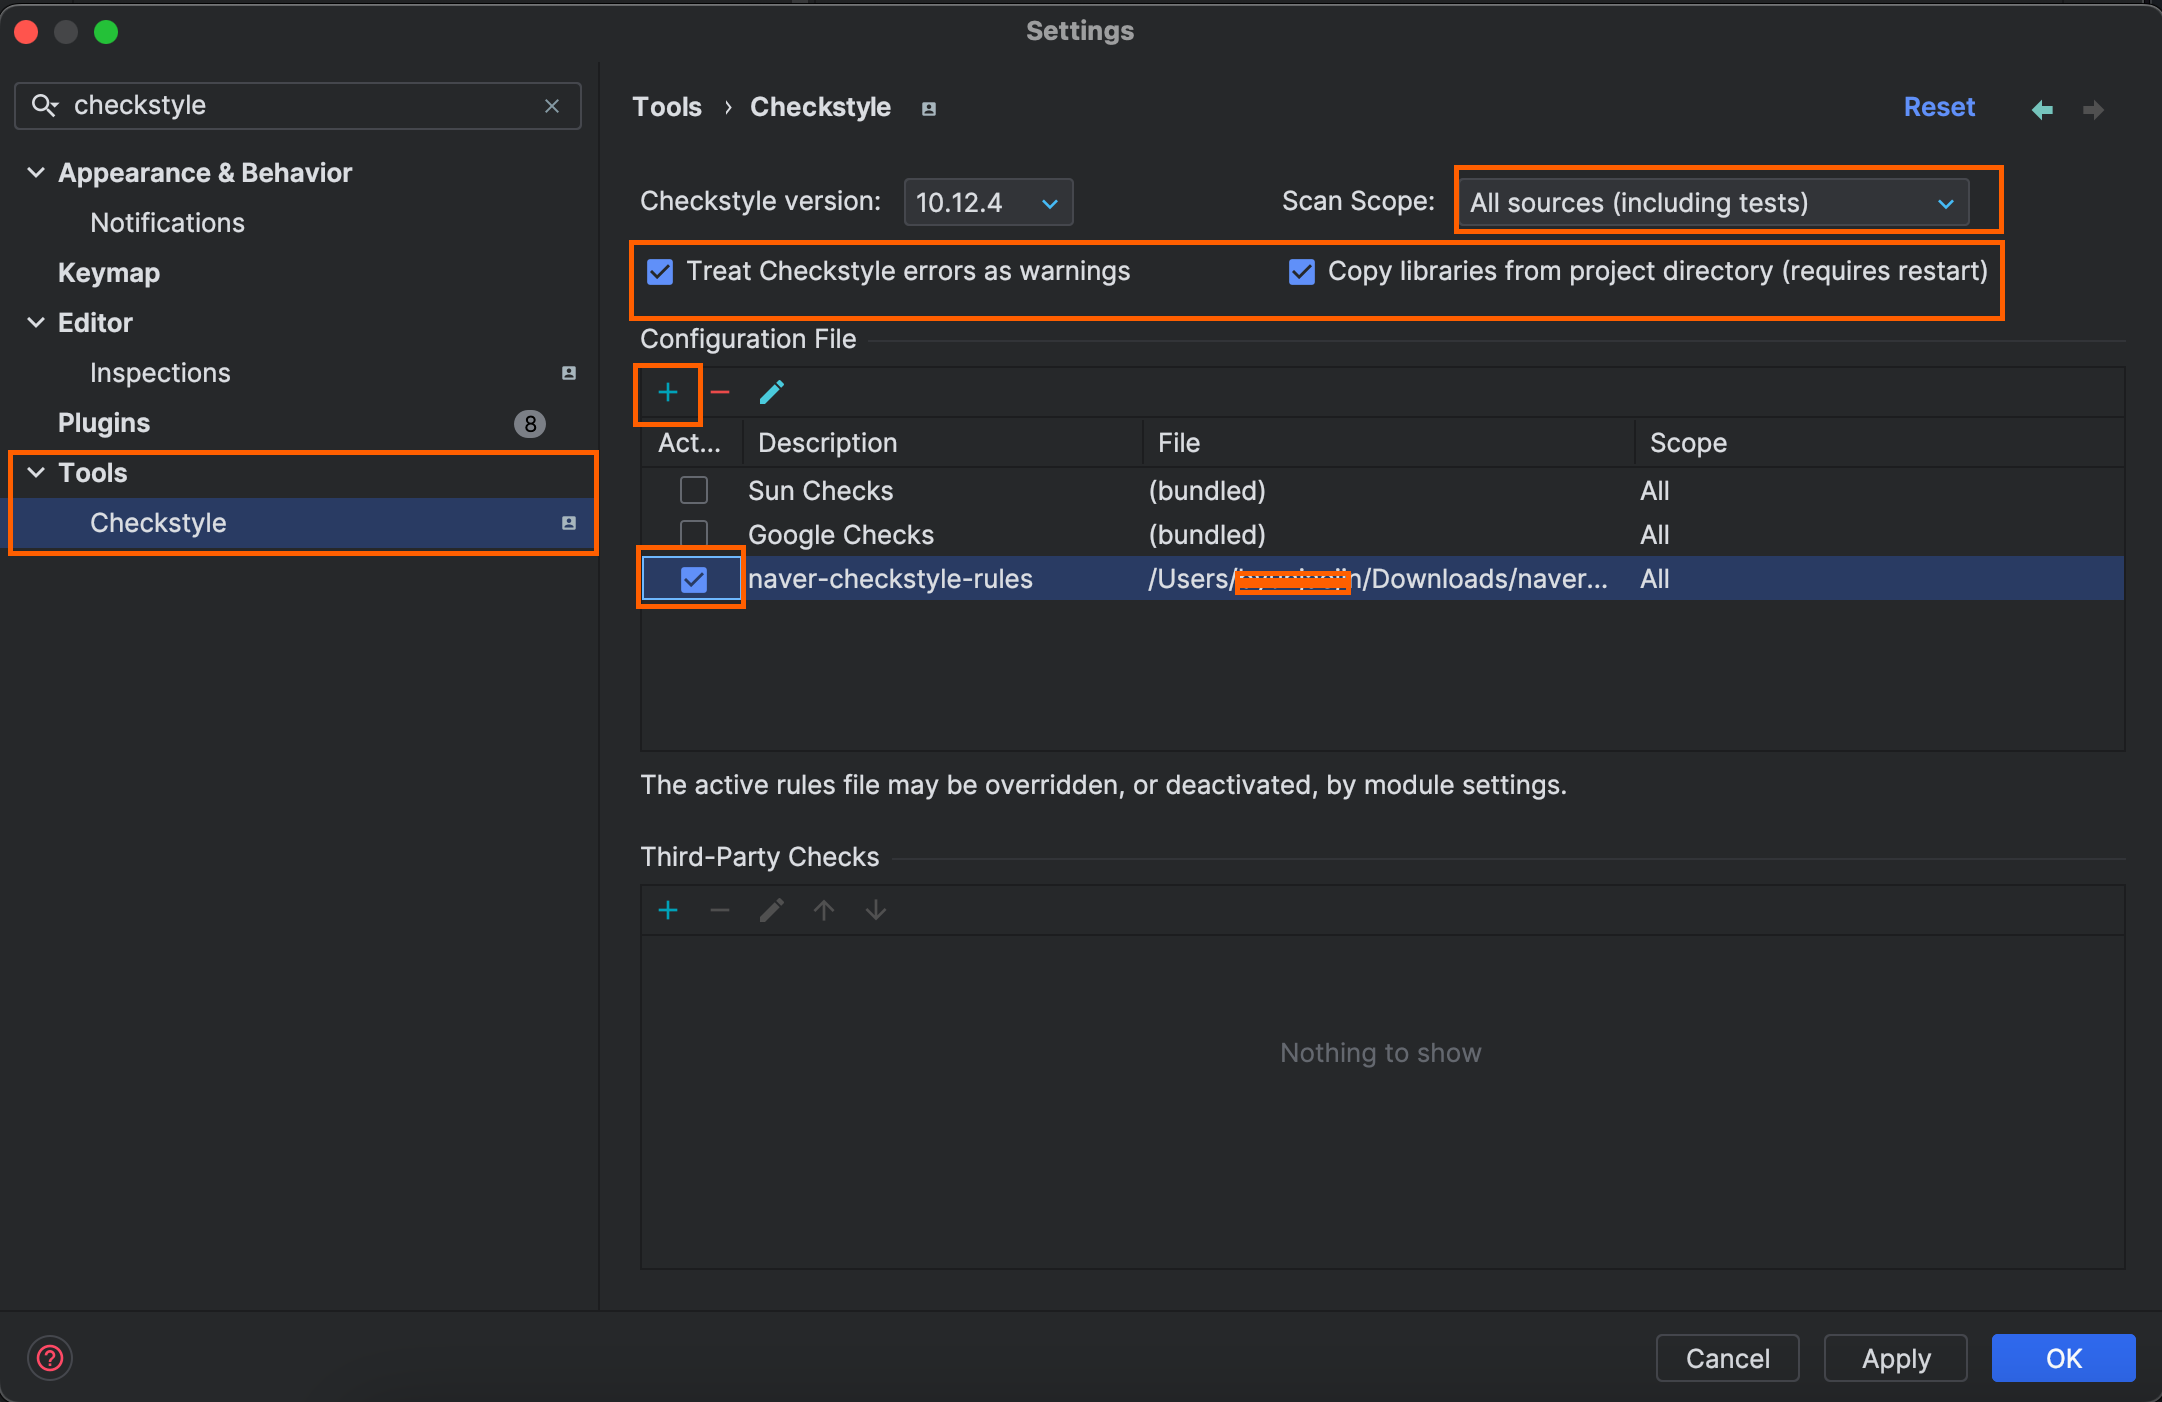 Settings
checkstyle
Appearance & Behavior
Notifications
Keymap
Editor
Inspections
Plugins
8
Tools
Checkstyle
Tools › Checkstyle
Reset
Checkstyle version:
10.12.4
Scan Scope:
All sources (including tests)
Treat Checkstyle errors as warnings
Copy libraries from project directory (requires restart)
Configuration File
Act... Description File Scope
Sun Checks (bundled) All
Google Checks (bundled) All
naver-checkstyle-rules /Users/ /Downloads/naver... All
The active rules file may be overridden, or deactivated, by module settings.
Third-Party Checks
Nothing to show
?
Cancel
Apply
OK